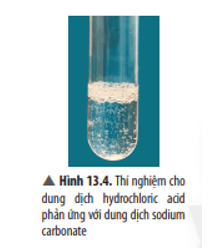 ▲ Hình 13.4. Thí nghiệm cho
dung dịch hydrochloric acid
phản ứng với dung dịch sodium
carbonate